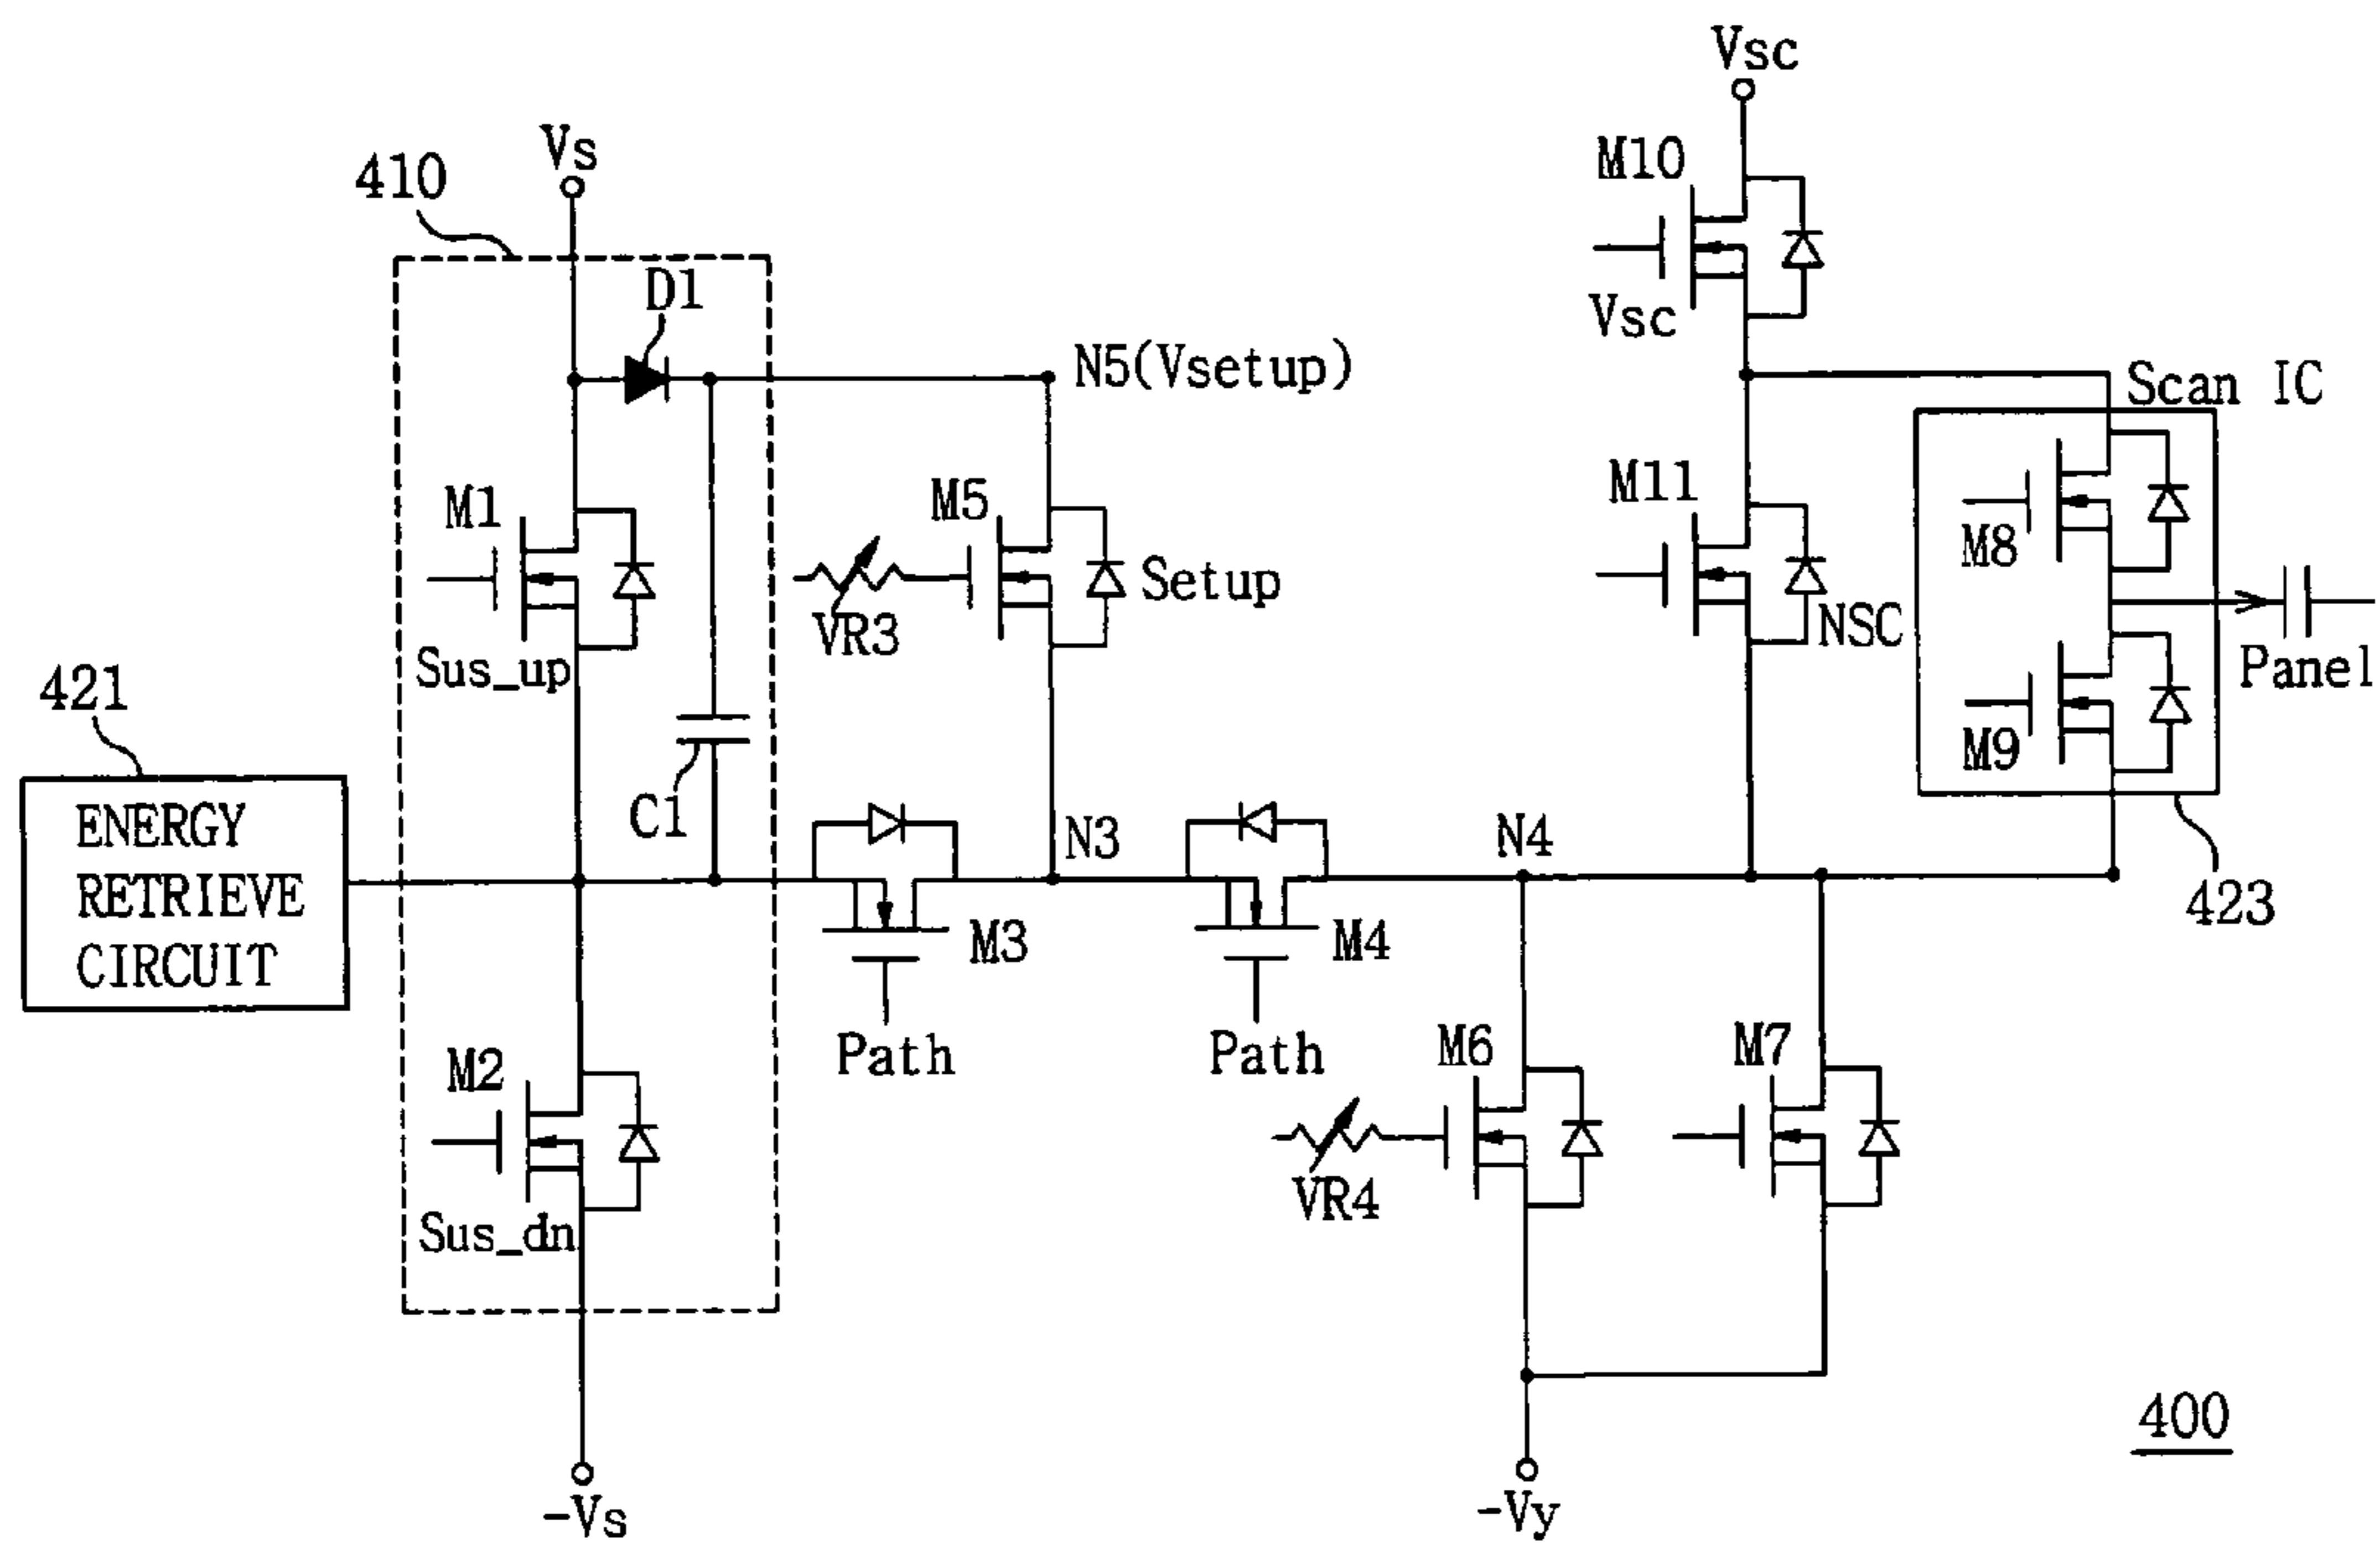 Vsc
Vs
410
M10
D1
Vsc
N5(Vsetup)
Scan IC
M1
M5
M11
M8
Setup
VR3
NSC
Sus_up
Panel
421
M9
C1
N3
N4
ENERGY
RETRIEVE
CIRCUIT
423
M3
M4
Path
Path
M2
M6
M7
VR4
Sus_dn
400
-Vs
-Vy